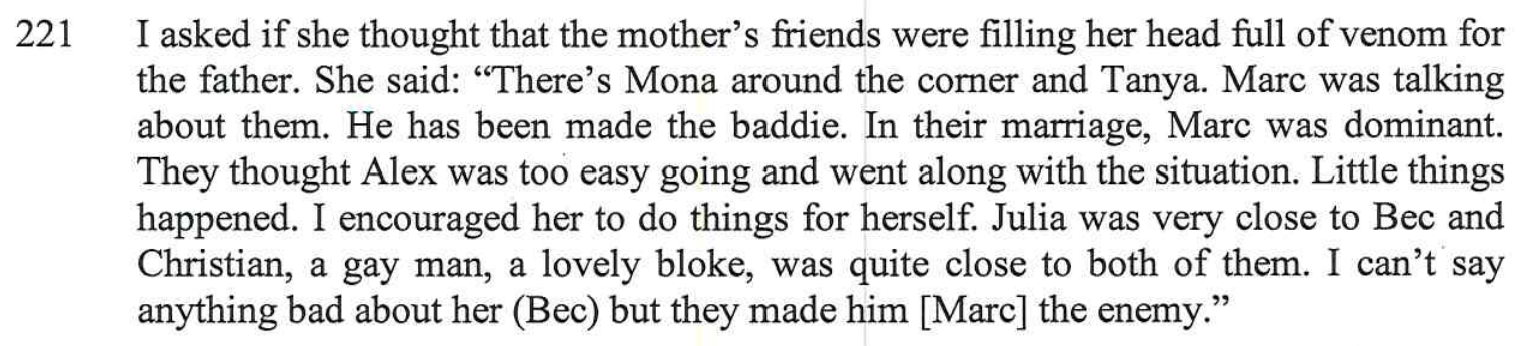 221 I asked if she thought that the mother’s friends were filling her head full of venom for
the father. She said: “There’s Mona around the corner and Tanya. Marc was talking
about them. He has been made the baddie. In their marriage, Marc was dominant.
They thought Alex was too easy going and went along with the situation. Little things
happened. I encouraged her to do things for herself. Julia was very close to Bec and
Christian, a gay man, a lovely bloke, was quite close to both of them. I can’t say
anything bad about her (Bec) but they made him [Marc] the enemy.”